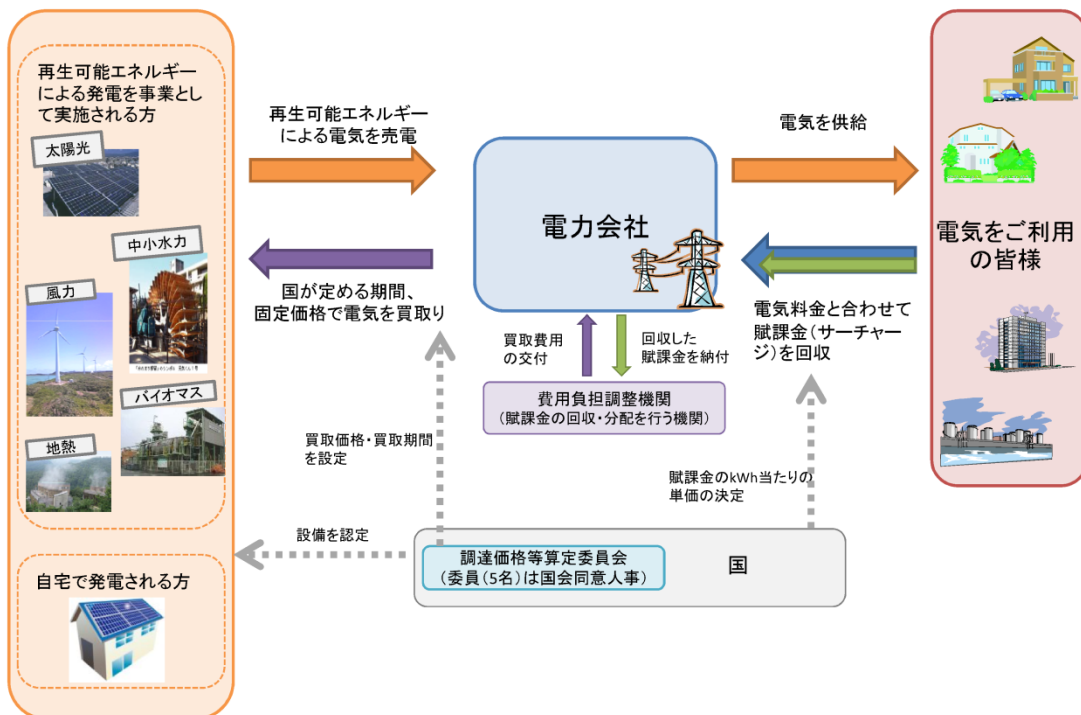 再生可能エネルギー
による発電を事業とし
て実施される方
太陽光
中小水力
風力
バイオマス
地熱
自宅で発電される方
再生可能エネルギー
による電気を売電
国が定める期間、
固定価格で電気を買取り
電力会社
買取費用
の交付
回収した
賦課金を納付
費用負担調整機関
（賦課金の回収・分配を行う機関）
電気を供給
電気料金と合わせて
賦課金（サーチャー
ジ）を回収
電気をご利用
の皆様
買取価格・買取期間
を設定
賦課金のkWh当たりの
単価の決定
設備を認定
調達価格等算定委員会
（委員（5名）は国会同意人事）
国